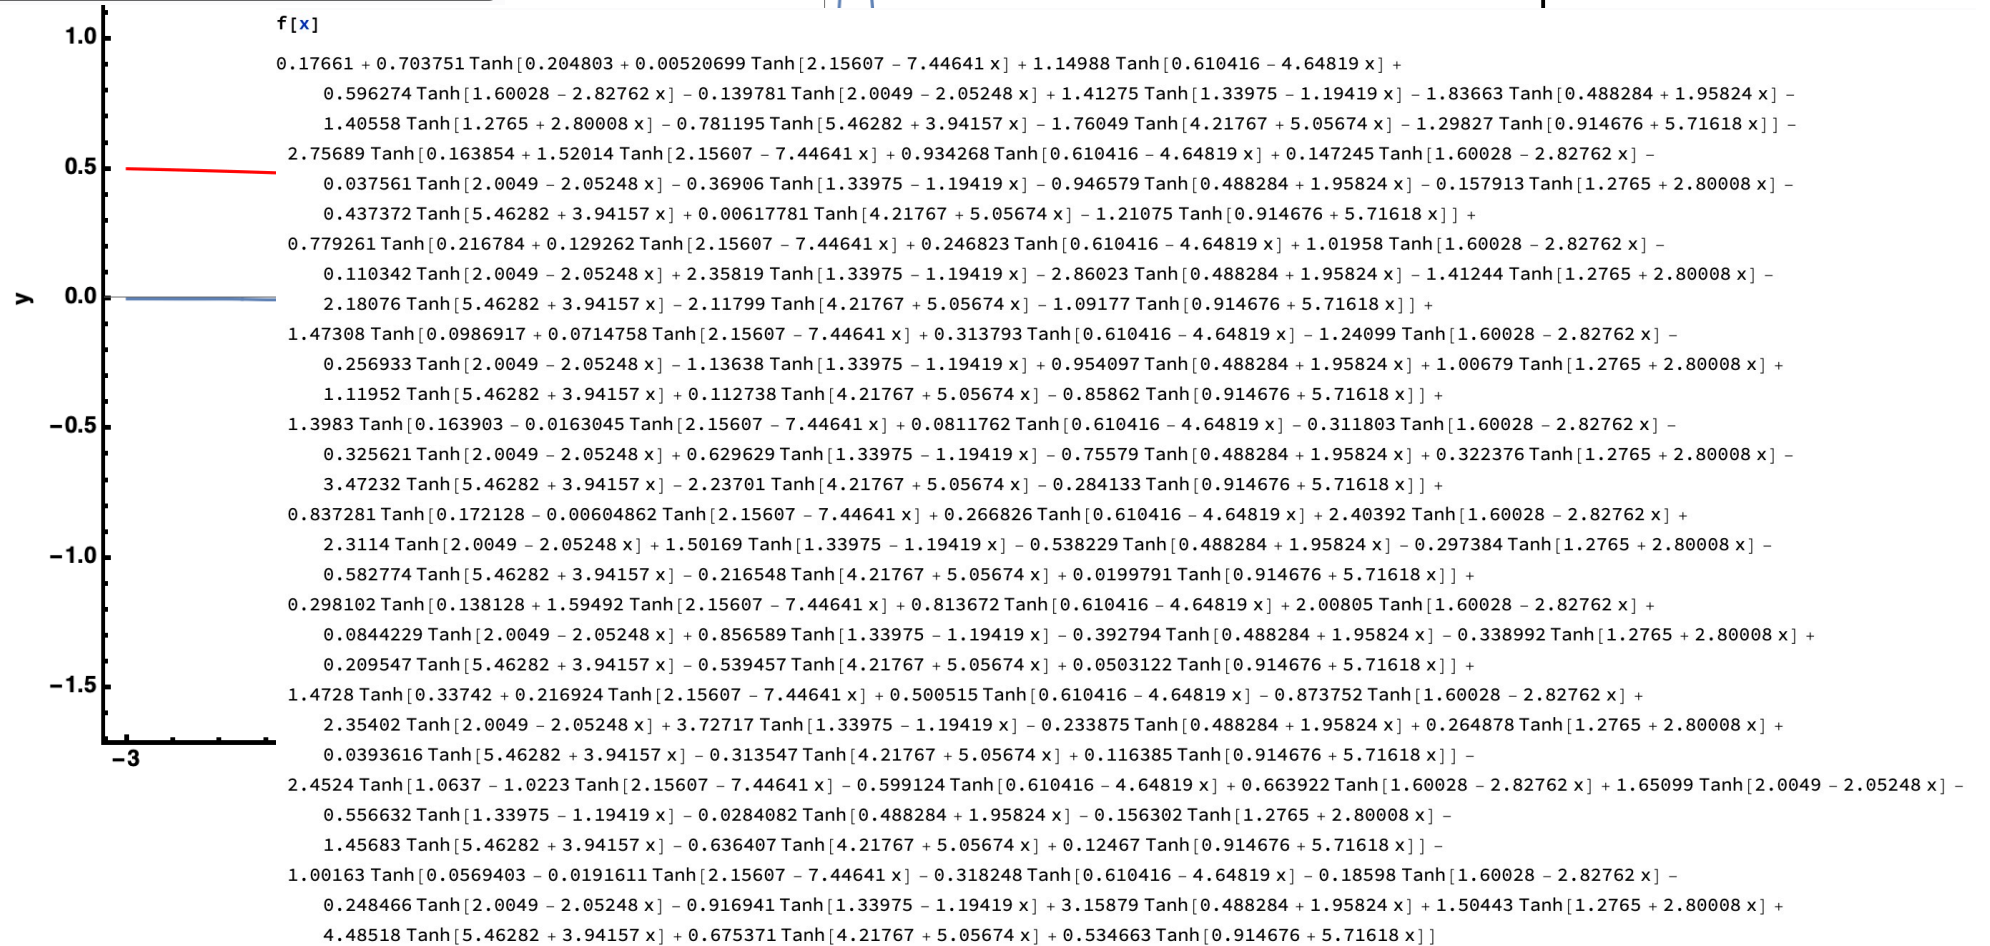 f[x]
1.0
0.17661 + 0.703751 Tanh[0.204803 + 0.00520699 Tanh[2.15607 − 7.44641 x] + 1.14988 Tanh[0.610416 − 4.64819 x] +
0.596274 Tanh[1.60028 − 2.82762 x] − 0.139781 Tanh[2.0049 − 2.05248 x] + 1.41275 Tanh[1.33975 − 1.19419 x] − 1.83663 Tanh[0.488284 + 1.95824 x] −
1.40558 Tanh[1.2765 + 2.80008 x] − 0.781195 Tanh[5.46282 + 3.94157 x] − 1.76049 Tanh[4.21767 + 5.05674 x] − 1.29827 Tanh[0.914676 + 5.71618 x]] −
2.75689 Tanh[0.163854 + 1.52014 Tanh[2.15607 − 7.44641 x] + 0.934268 Tanh[0.610416 − 4.64819 x] + 0.147245 Tanh[1.60028 − 2.82762 x] −
0.5
0.037561 Tanh[2.0049 − 2.05248 x] − 0.36906 Tanh[1.33975 − 1.19419 x] − 0.946579 Tanh[0.488284 + 1.95824 x] − 0.157913 Tanh[1.2765 + 2.80008 x] −
0.437372 Tanh[5.46282 + 3.94157 x] + 0.00617781 Tanh[4.21767 + 5.05674 x] − 1.21075 Tanh[0.914676 + 5.71618 x]] +
0.779261 Tanh[0.216784 + 0.129262 Tanh[2.15607 − 7.44641 x] + 0.246823 Tanh[0.610416 − 4.64819 x] + 1.01958 Tanh[1.60028 − 2.82762 x] −
0.110342 Tanh[2.0049 − 2.05248 x] + 2.35819 Tanh[1.33975 − 1.19419 x] − 2.86023 Tanh[0.488284 + 1.95824 x] − 1.41244 Tanh[1.2765 + 2.80008 x] −
y
0.0
2.18076 Tanh[5.46282 + 3.94157 x] − 2.11799 Tanh[4.21767 + 5.05674 x] − 1.09177 Tanh[0.914676 + 5.71618 x]] +
1.47308 Tanh[0.0986917 + 0.0714758 Tanh[2.15607 − 7.44641 x] + 0.313793 Tanh[0.610416 − 4.64819 x] − 1.24099 Tanh[1.60028 − 2.82762 x] −
0.256933 Tanh[2.0049 − 2.05248 x] − 1.13638 Tanh[1.33975 − 1.19419 x] + 0.954097 Tanh[0.488284 + 1.95824 x] + 1.00679 Tanh[1.2765 + 2.80008 x] +
1.11952 Tanh[5.46282 + 3.94157 x] + 0.112738 Tanh[4.21767 + 5.05674 x] − 0.85862 Tanh[0.914676 + 5.71618 x]] +
−0.5
1.3983 Tanh[0.163903 − 0.0163045 Tanh[2.15607 − 7.44641 x] + 0.0811762 Tanh[0.610416 − 4.64819 x] − 0.311803 Tanh[1.60028 − 2.82762 x] −
0.325621 Tanh[2.0049 − 2.05248 x] + 0.629629 Tanh[1.33975 − 1.19419 x] − 0.75579 Tanh[0.488284 + 1.95824 x] + 0.322376 Tanh[1.2765 + 2.80008 x] −
3.47232 Tanh[5.46282 + 3.94157 x] − 2.23701 Tanh[4.21767 + 5.05674 x] − 0.284133 Tanh[0.914676 + 5.71618 x]] +
0.837281 Tanh[0.172128 − 0.00604862 Tanh[2.15607 − 7.44641 x] + 0.266826 Tanh[0.610416 − 4.64819 x] + 2.40392 Tanh[1.60028 − 2.82762 x] +
−1.0
2.3114 Tanh[2.0049 − 2.05248 x] + 1.50169 Tanh[1.33975 − 1.19419 x] − 0.538229 Tanh[0.488284 + 1.95824 x] − 0.297384 Tanh[1.2765 + 2.80008 x] −
0.582774 Tanh[5.46282 + 3.94157 x] − 0.216548 Tanh[4.21767 + 5.05674 x] + 0.0199791 Tanh[0.914676 + 5.71618 x]] +
0.298102 Tanh[0.138128 + 1.59492 Tanh[2.15607 − 7.44641 x] + 0.813672 Tanh[0.610416 − 4.64819 x] + 2.00805 Tanh[1.60028 − 2.82762 x] +
0.0844229 Tanh[2.0049 − 2.05248 x] + 0.856589 Tanh[1.33975 − 1.19419 x] − 0.392794 Tanh[0.488284 + 1.95824 x] − 0.338992 Tanh[1.2765 + 2.80008 x] +
0.209547 Tanh[5.46282 + 3.94157 x] − 0.539457 Tanh[4.21767 + 5.05674 x] + 0.0503122 Tanh[0.914676 + 5.71618 x]] +
−1.5
1.4728 Tanh[0.33742 + 0.216924 Tanh[2.15607 − 7.44641 x] + 0.500515 Tanh[0.610416 − 4.64819 x] − 0.873752 Tanh[1.60028 − 2.82762 x] +
2.35402 Tanh[2.0049 − 2.05248 x] + 3.72717 Tanh[1.33975 − 1.19419 x] − 0.233875 Tanh[0.488284 + 1.95824 x] + 0.264878 Tanh[1.2765 + 2.80008 x] +
−3
0.0393616 Tanh[5.46282 + 3.94157 x] − 0.313547 Tanh[4.21767 + 5.05674 x] + 0.116385 Tanh[0.914676 + 5.71618 x]] −
2.4524 Tanh[1.0637 − 1.0223 Tanh[2.15607 − 7.44641 x] − 0.599124 Tanh[0.610416 − 4.64819 x] + 0.663922 Tanh[1.60028 − 2.82762 x] + 1.65099 Tanh[2.0049 − 2.05248 x] −
0.556632 Tanh[1.33975 − 1.19419 x] − 0.0284082 Tanh[0.488284 + 1.95824 x] − 0.156302 Tanh[1.2765 + 2.80008 x] −
1.45683 Tanh[5.46282 + 3.94157 x] − 0.636407 Tanh[4.21767 + 5.05674 x] + 0.12467 Tanh[0.914676 + 5.71618 x]] −
1.00163 Tanh[0.0569403 − 0.0191611 Tanh[2.15607 − 7.44641 x] − 0.318248 Tanh[0.610416 − 4.64819 x] − 0.18598 Tanh[1.60028 − 2.82762 x] −
0.248466 Tanh[2.0049 − 2.05248 x] − 0.916941 Tanh[1.33975 − 1.19419 x] + 3.15879 Tanh[0.488284 + 1.95824 x] + 1.50443 Tanh[1.2765 + 2.80008 x] +
4.48518 Tanh[5.46282 + 3.94157 x] + 0.675371 Tanh[4.21767 + 5.05674 x] + 0.534663 Tanh[0.914676 + 5.71618 x]]